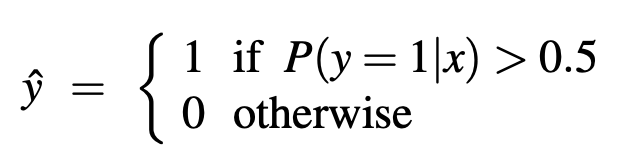 ŷ = { 1 if P(y = 1|x) > 0.5
0 otherwise